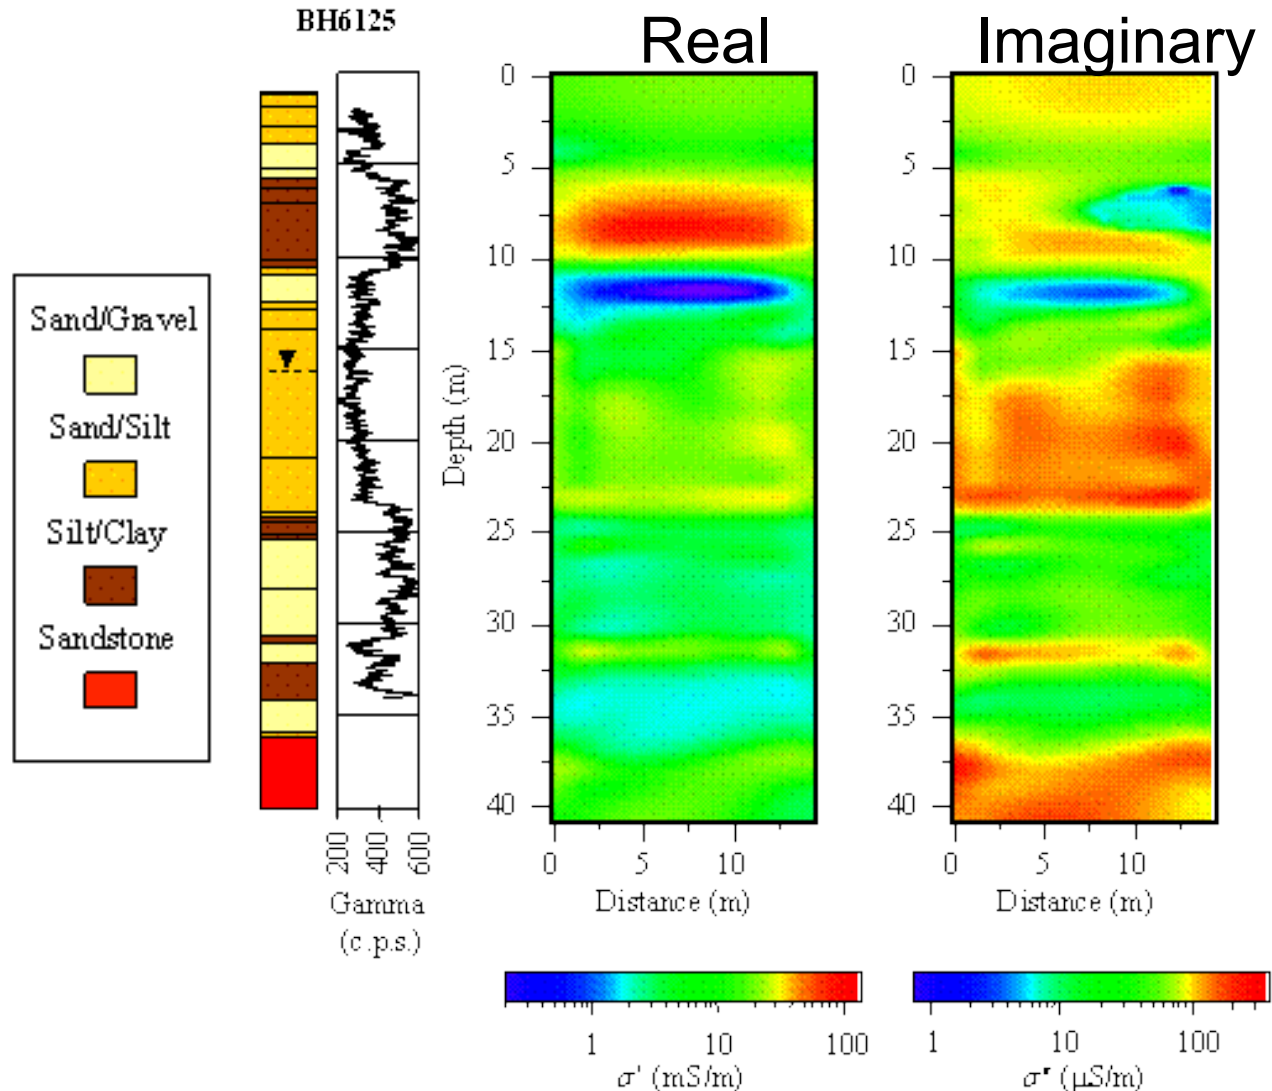 BH6125
Real
Imaginary
Sand/Gravel
Sand/Silt
Silt/Clay
Sandstone
200
400
600
Gamma
(c.p.s.)
Depth (m)
0
5
10
15
20
25
30
35
40
0 5 10
Distance (m)
1 10 100
σ' (mS/m)
0
5
10
15
20
25
30
35
40
0 5 10
Distance (m)
1 10 100
σ" (μS/m)